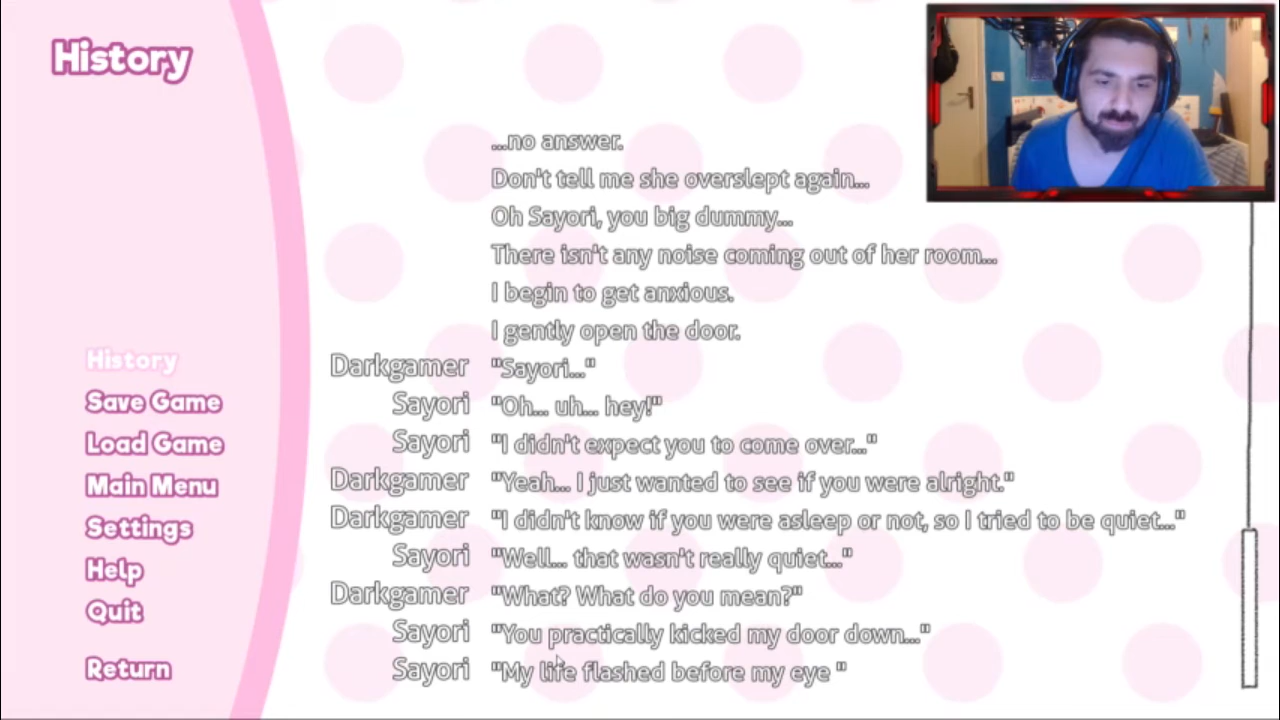 History
...no answer.
Don't tell me she overslept again...
Oh Sayori, you big dummy...
There isn't any noise coming out of her room...
I begin to get anxious.
I gently open the door.
Darkgamer "Sayori..."
Sayori "Oh... uh... hey!"
Sayori "I didn't expect you to come over..."
Darkgamer "Yeah... I just wanted to see if you were alright."
Darkgamer "I didn't know if you were asleep or not, so I tried to be quiet..."
Sayori "Well... that wasn't really quiet..."
Darkgamer "What? What do you mean?"
Sayori "You practically kicked my door down..."
Sayori "My life flashed before my eye "
History
Save Game
Load Game
Main Menu
Settings
Help
Quit
Return